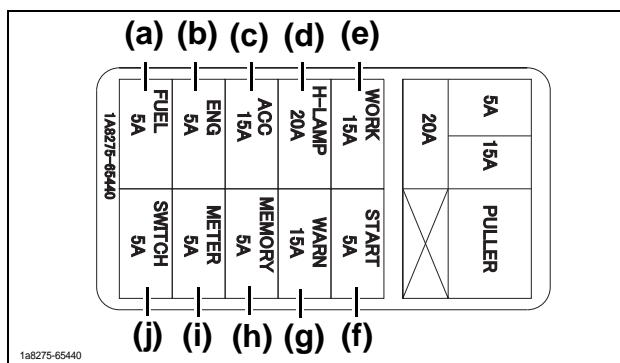 (a) (b) (c) (d) (e)
FUEL
5A
ENG
5A
ACC
15A
H-LAMP
20A
WORK
15A
5A
15A
20A
1A8275-65440
SWITCH
5A
METER
5A
MEMORY
5A
WARN
15A
START
5A
PULLER
(j) (i) (h) (g) (f)
1a8275-65440